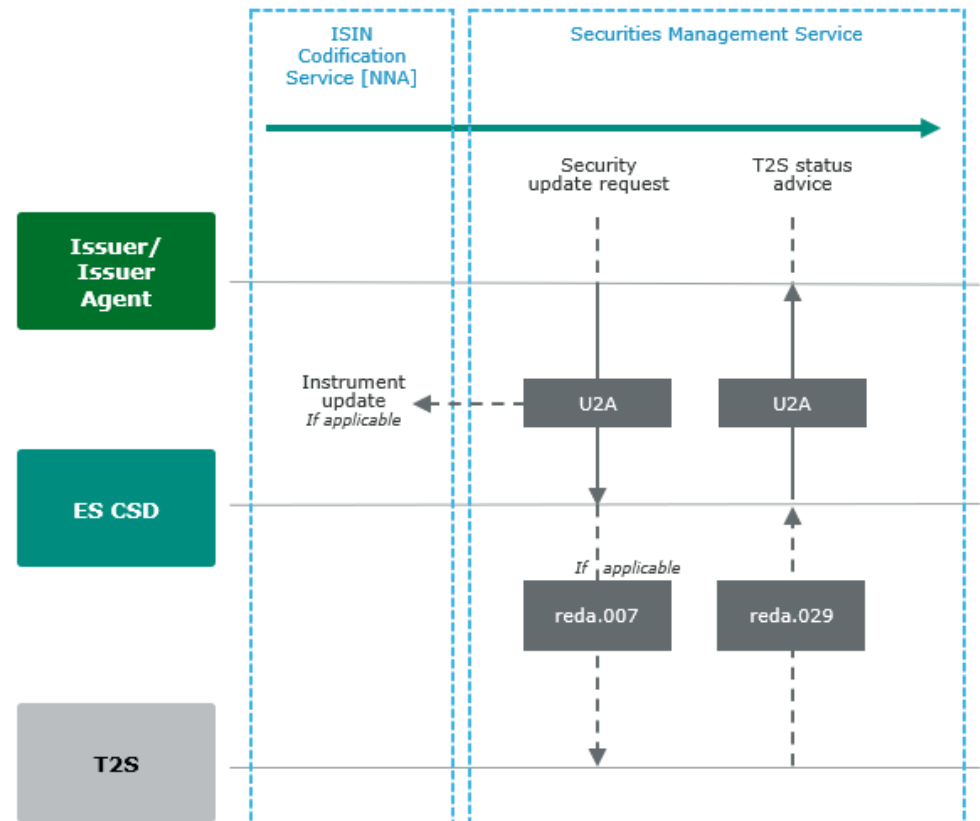 ISIN
Codification
Service [NNA]
Securities Management Service
Security
update request
T2S status
advice
Issuer/
Issuer
Agent
Instrument
update
If applicable
U2A
U2A
ES CSD
If applicable
reda.007
reda.029
T2S